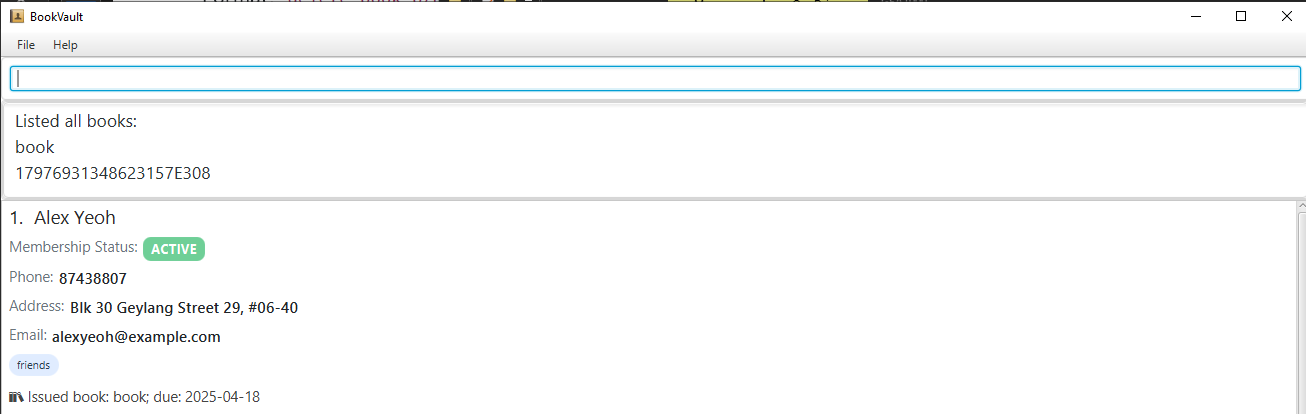 BookVault
File Help
Listed all books:
book
17976931348623157E308
1. Alex Yeoh
Membership Status: ACTIVE
Phone: 87438807
Address: Blk 30 Geylang Street 29, #06-40
Email: alexyeoh@example.com
friends
Issued book: book; due: 2025-04-18